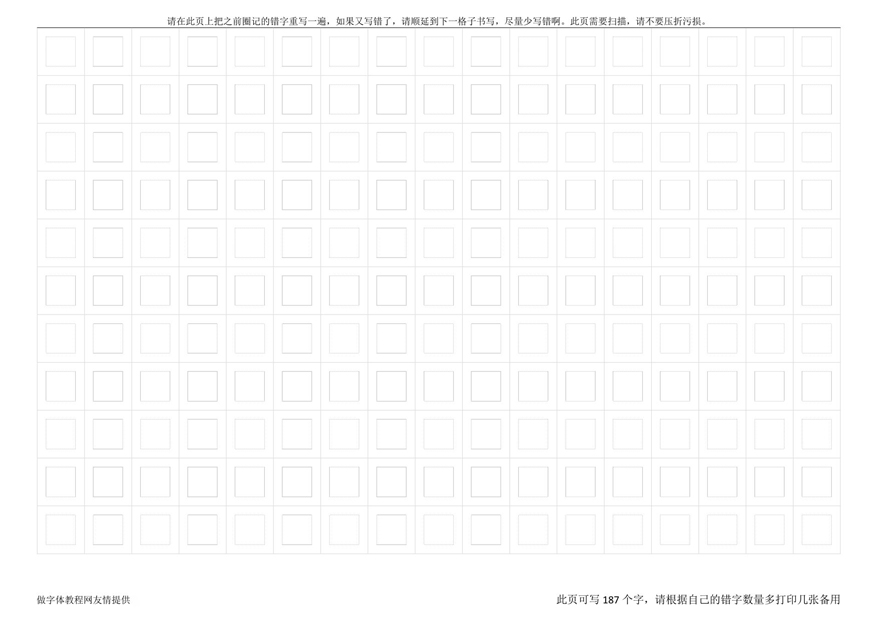 请在此页上把之前圈记的错字重写一遍，如果又写错了，请顺延到下一格子书写，尽量少写错啊。此页需要扫描，请不要压折污损。
做字体教程网友情提供
此页可写 187 个字，请根据自己的错字数量多打印几张备用